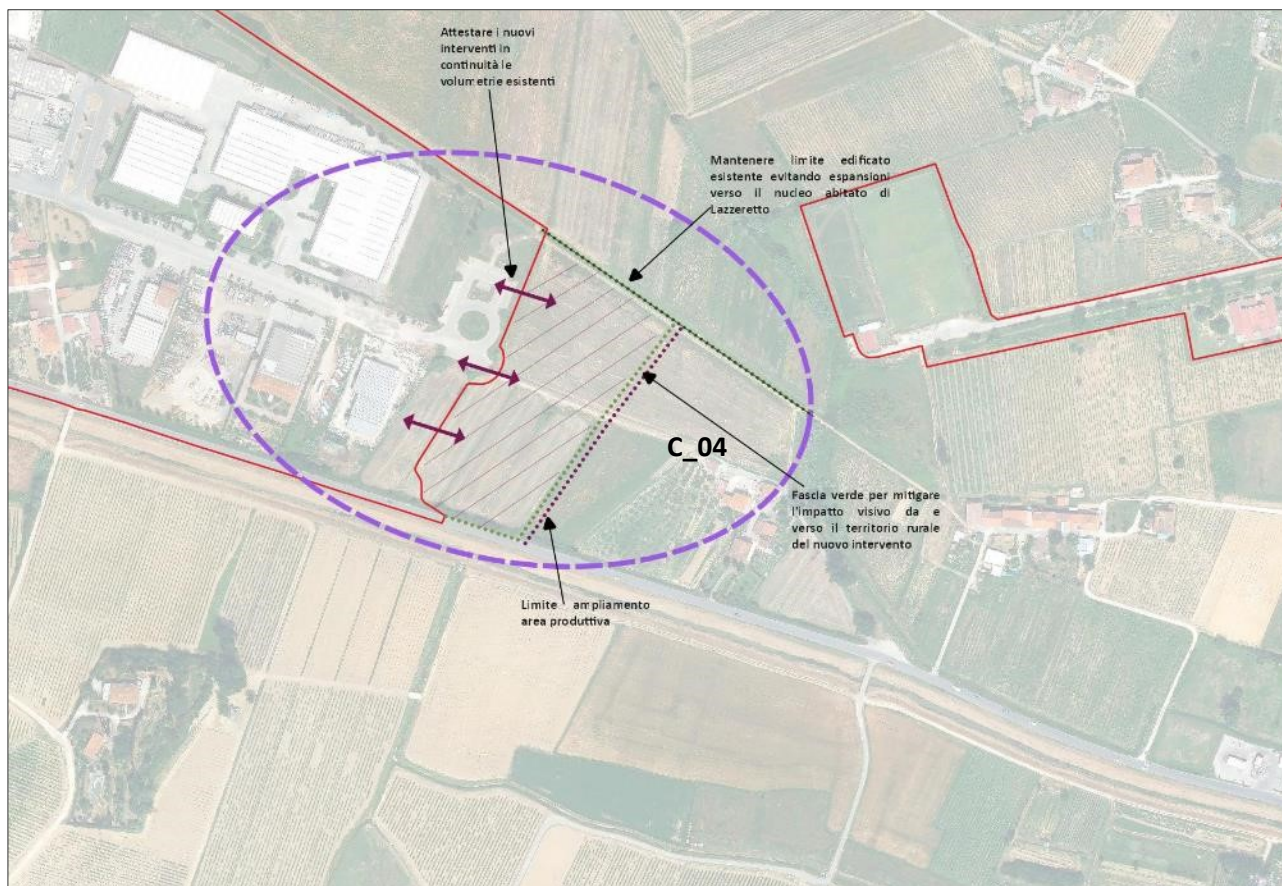 Attestare i nuovi
interventi in
continuità le
volumetrie esistenti
Mantenere limite edificato
esistente evitando espansioni
verso il nucleo abitato di
Lazzeretto
C_04
Fascia verde per mitigare
l'impatto visivo da e
verso il territorio rurale
del nuovo intervento
Limite ampliamento
area produttiva